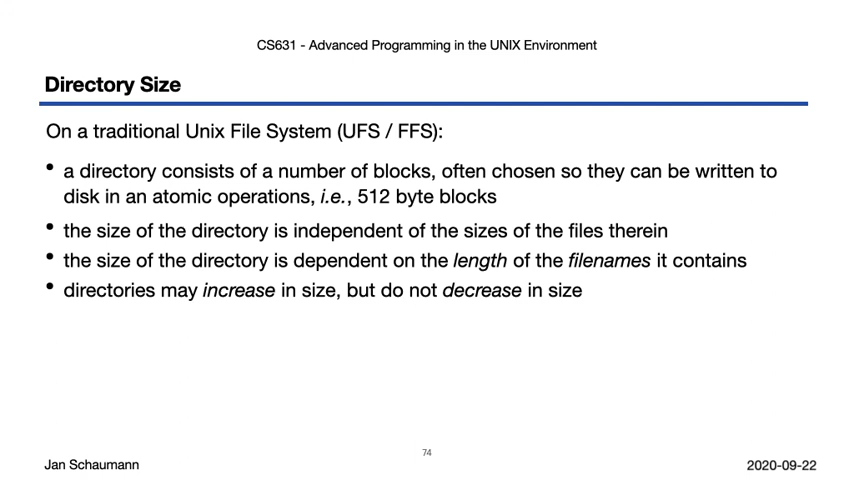 CS631 - Advanced Programming in the UNIX Environment
Directory Size
On a traditional Unix File System (UFS / FFS):
• a directory consists of a number of blocks, often chosen so they can be written to
disk in an atomic operations, i.e., 512 byte blocks
• the size of the directory is independent of the sizes of the files therein
• the size of the directory is dependent on the length of the filenames it contains
• directories may increase in size, but do not decrease in size
74
Jan Schaumann
2020-09-22